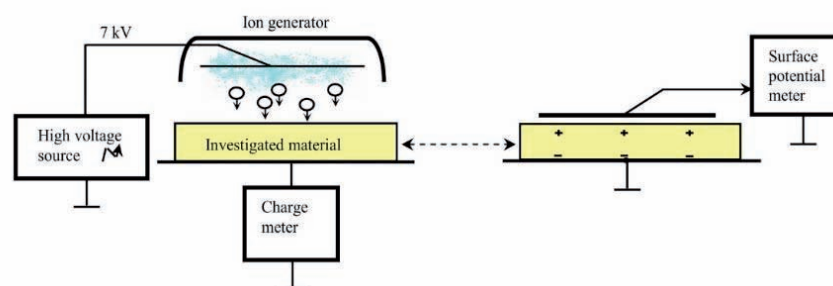 Ion generator
7 kV
High voltage
source
Investigated material
Charge
meter
Surface
potential
meter
+ + +
– – –